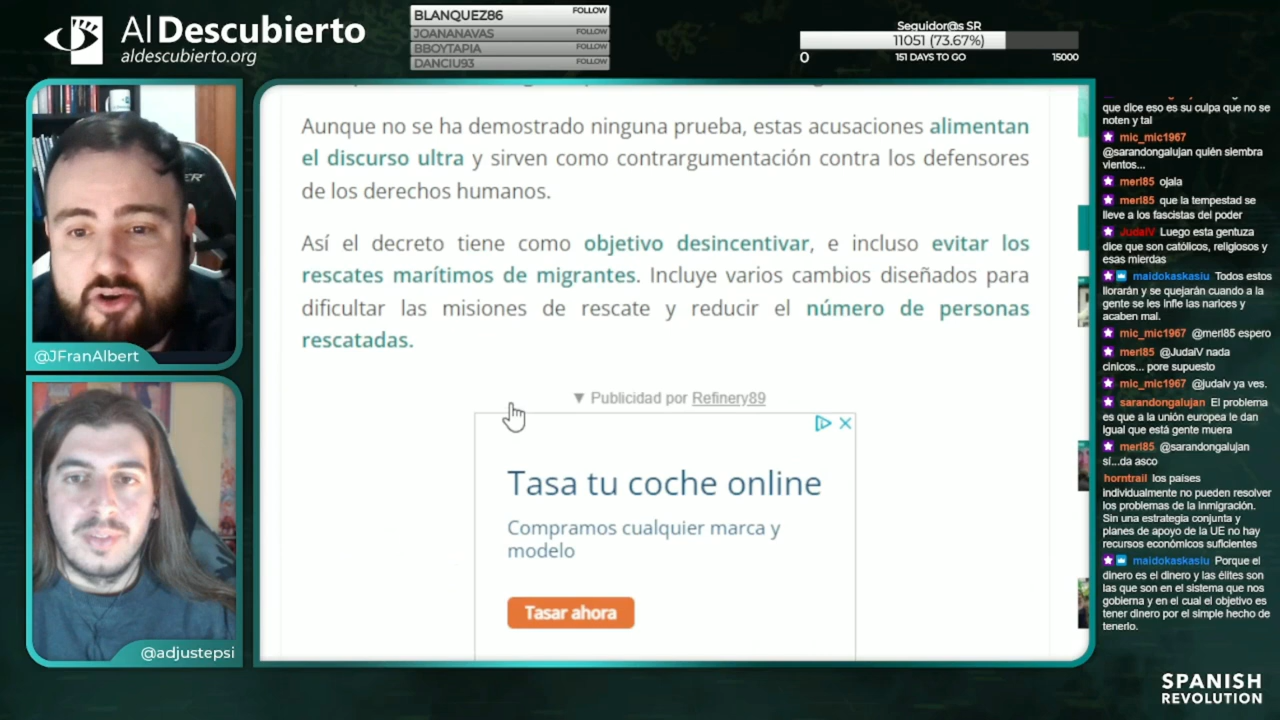 Al Descubierto
aldescubierto.org
BLANQUEZ86 FOLLOW
JOANANAVAS FOLLOW
BBOYTAPIA FOLLOW
DANCIU93 FOLLOW
Seguidor@s SR
11051 (73.67%)
0 151 DAYS TO GO 15000
@JFranAlbert
@adjustepsi
Aunque no se ha demostrado ninguna prueba, estas acusaciones alimentan
el discurso ultra y sirven como contrargumentación contra los defensores
de los derechos humanos.
Así el decreto tiene como objetivo desincentivar, e incluso evitar los
rescates marítimos de migrantes. Incluye varios cambios diseñados para
dificultar las misiones de rescate y reducir el número de personas
rescatadas.
▼ Publicidad por Refinery89
Tasa tu coche online
Compramos cualquier marca y
modelo
Tasar ahora
que dice eso es su culpa que no se
noten y tal
mic_mic1967
@sarandongalujan quién siembra
vientos...
merl85 ojala
merl85 que la tempestad se
lleve a los fascistas del poder
JudaIV Luego esta gentuza
dice que son católicos, religiosos y
esas mierdas
maidokaskasiu Todos estos
llorarán y se quejarán cuando a la
gente se les infle las narices y
acaben mal.
mic_mic1967 @merl85 espero
merl85 @JudaIV nada
cinicos... pore supuesto
mic_mic1967 @judaiv ya ves.
sarandongalujan El problema
es que a la unión europea le dan
igual que está gente muera
merl85 @sarandongalujan
sí...da asco
horntrail los países
individualmente no pueden resolver
los problemas de la inmigración.
Sin una estrategia conjunta y
planes de apoyo de la UE no hay
recursos económicos suficientes
maidokaskasiu Porque el
dinero es el dinero y las élites son
las que son en el sistema que nos
gobierna y en el cual el objetivo es
tener dinero por el simple hecho de
tenerlo.
SPANISH
REVOLUTION